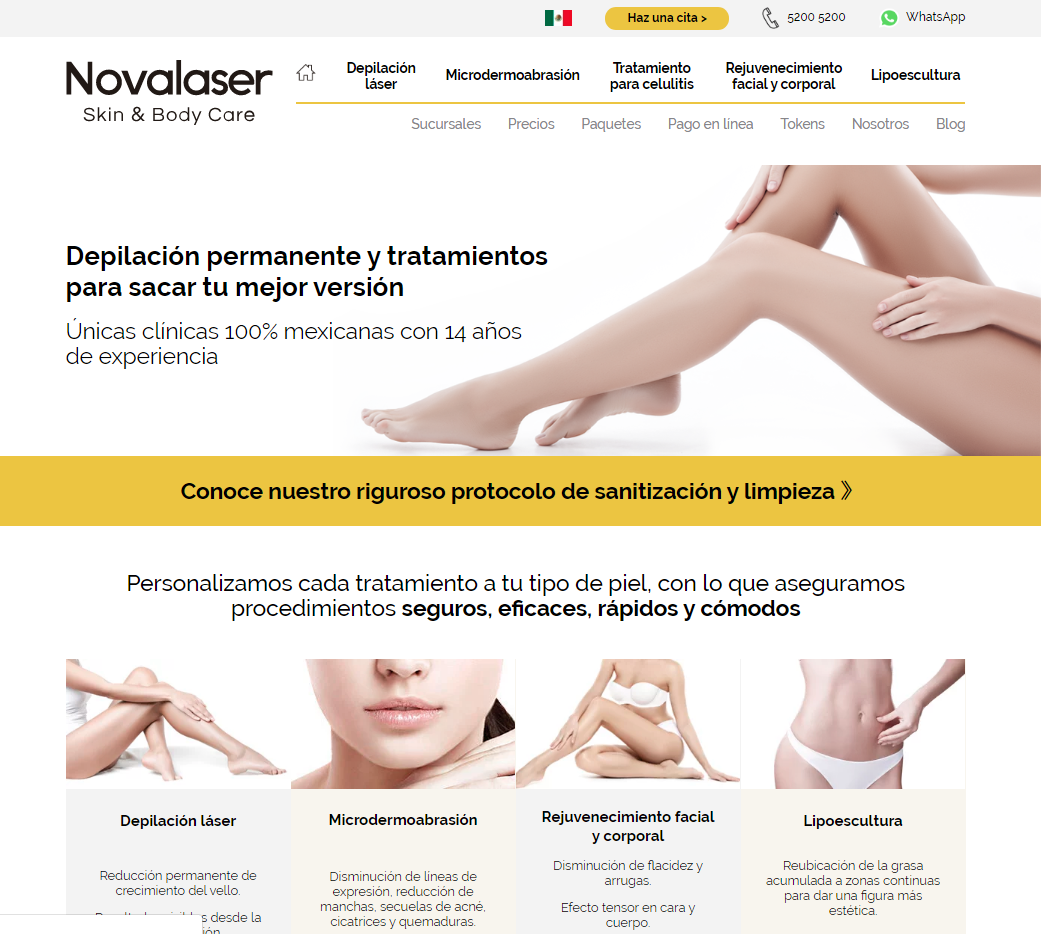 Haz una cita >
5200 5200
WhatsApp
Novalaser
Skin & Body Care
Depilación
láser
Microdermoabrasión
Tratamiento
para celulitis
Rejuvenecimiento
facial y corporal
Lipoescultura
Sucursales
Precios
Paquetes
Pago en línea
Tokens
Nosotros
Blog
Depilación permanente y tratamientos
para sacar tu mejor versión
Únicas clínicas 100% mexicanas con 14 años
de experiencia
Conoce nuestro riguroso protocolo de sanitización y limpieza 》
Personalizamos cada tratamiento a tu tipo de piel, con lo que aseguramos
procedimientos seguros, eficaces, rápidos y cómodos
Depilación láser
Reducción permanente de
crecimiento del vello.
desde la
Microdermoabrasión
Disminución de líneas de
expresión, reducción de
manchas, secuelas de acné,
cicatrices y quemaduras.
Rejuvenecimiento facial
y corporal
Disminución de flacidez y
arrugas.
Efecto tensor en cara y
cuerpo.
Lipoescultura
Reubicación de la grasa
acumulada a zonas continuas
para dar una figura más
estética.